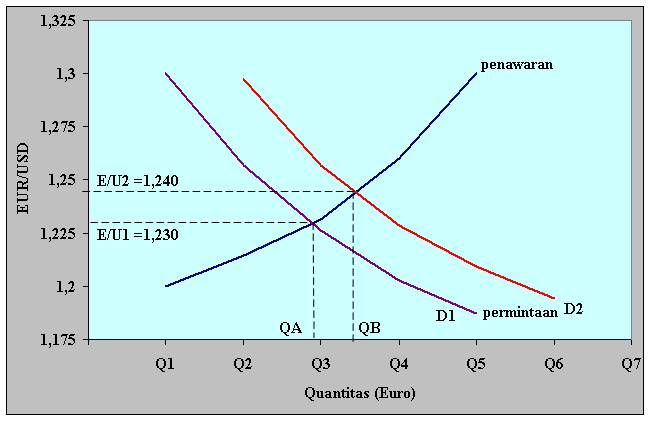 1,325
1,3
1,275
1,25
1,225
1,2
1,175
EUR/USD
penawaran
E/U2 =1,240
E/U1 =1,230
D1
permintaan
D2
QA
QB
Q1 Q2 Q3 Q4 Q5 Q6 Q7
Quantitas (Euro)